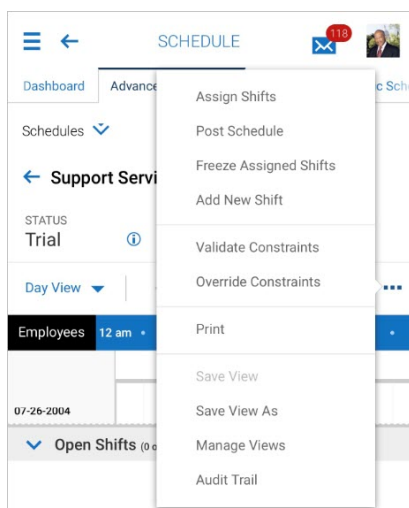 SCHEDULE
118
Dashboard
Advance
c Sch
Schedules
Support Servi
STATUS
Trial
Day View
Employees
12 am
07-26-2004
Open Shifts (0 o
Assign Shifts
Post Schedule
Freeze Assigned Shifts
Add New Shift
Validate Constraints
Override Constraints
Print
Save View
Save View As
Manage Views
Audit Trail